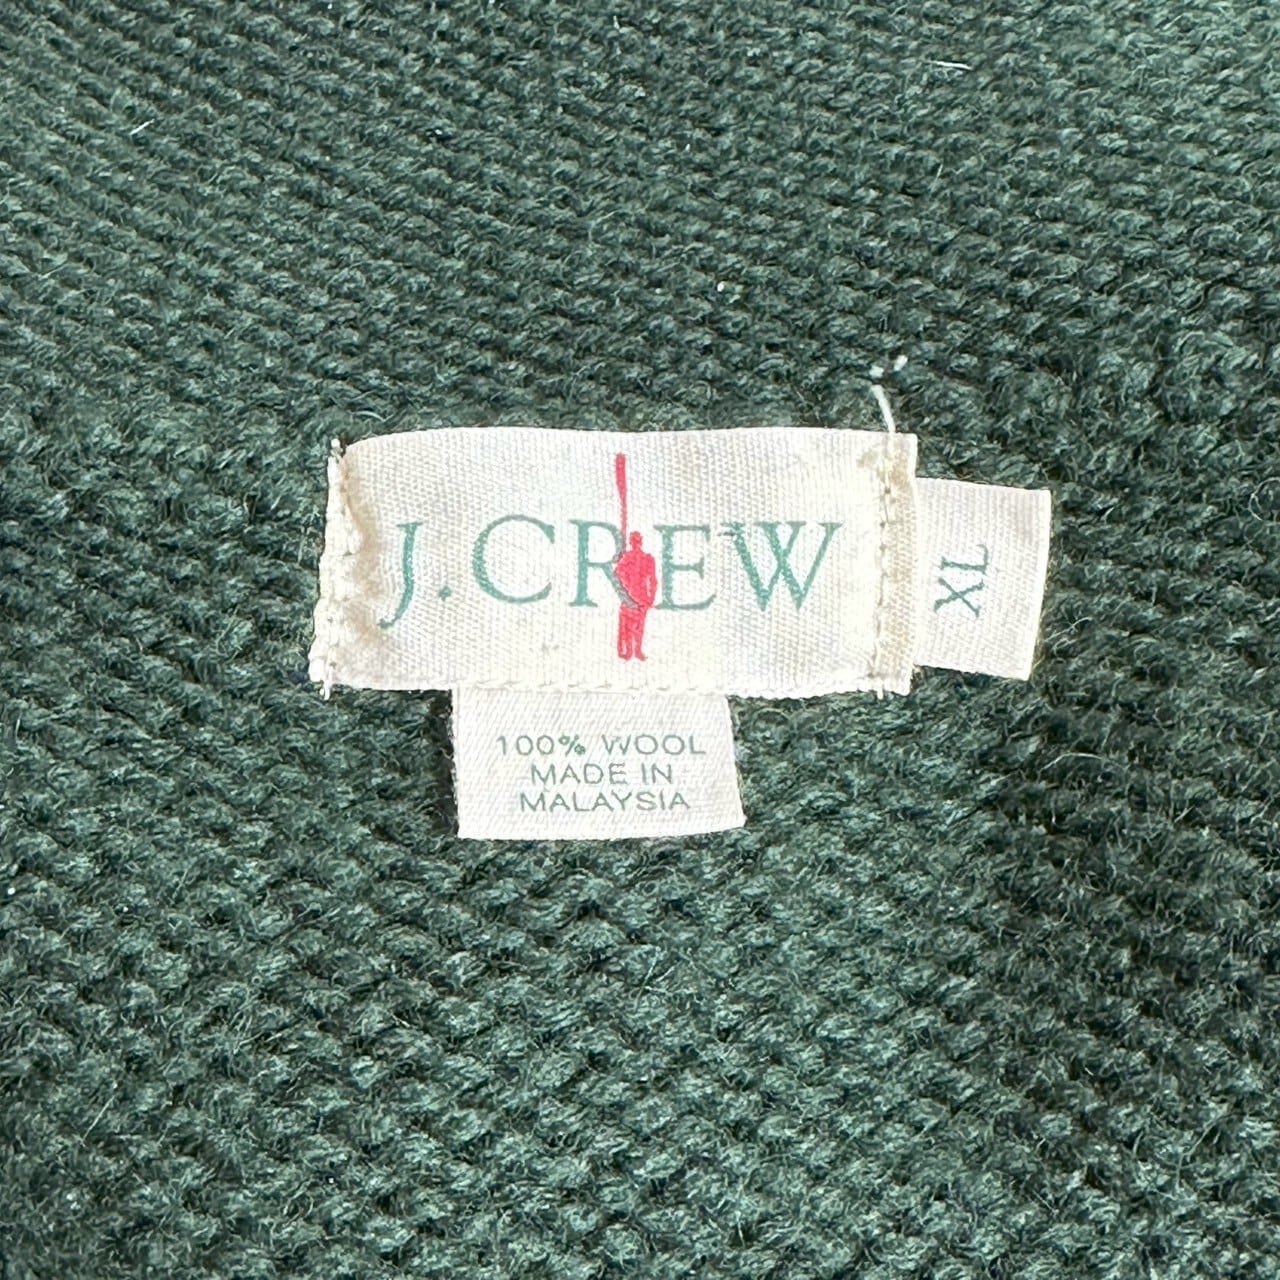 J.CREW
XL
100% WOOL
MADE IN
MALAYSIA